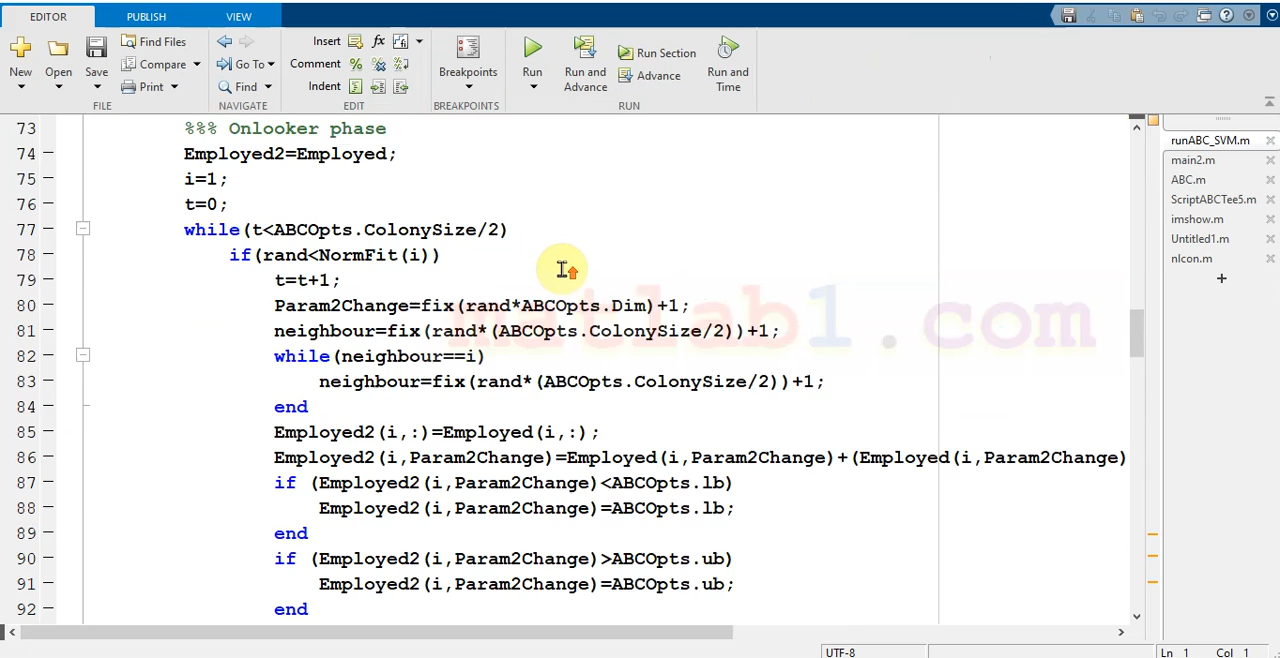 EDITOR PUBLISH VIEW
New Open Save Find Files Compare Print FILE
Go To Find NAVIGATE
Insert fx Comment % Indent EDIT
Breakpoints BREAKPOINTS
Run Run and Advance Run Section Advance Run and Time RUN
73 %%% Onlooker phase
74 Employed2=Employed;
75 i=1;
76 t=0;
77 while(t<ABCOpts.ColonySize/2)
78 if(rand<NormFit(i))
79 t=t+1;
80 Param2Change=fix(rand*ABCOpts.Dim)+1;
81 neighbour=fix(rand*(ABCOpts.ColonySize/2))+1;
82 while(neighbour==i)
83 neighbour=fix(rand*(ABCOpts.ColonySize/2))+1;
84 end
85 Employed2(i,:)=Employed(i,:);
86 Employed2(i,Param2Change)=Employed(i,Param2Change)+(Employed(i,Param2Change)
87 if (Employed2(i,Param2Change)<ABCOpts.lb)
88 Employed2(i,Param2Change)=ABCOpts.lb;
89 end
90 if (Employed2(i,Param2Change)>ABCOpts.ub)
91 Employed2(i,Param2Change)=ABCOpts.ub;
92 end
matlab1.com
runABC_SVM.m
main2.m
ABC.m
ScriptABCTee5.m
imshow.m
Untitled1.m
nIcon.m
UTF-8 Ln 1 Col 1